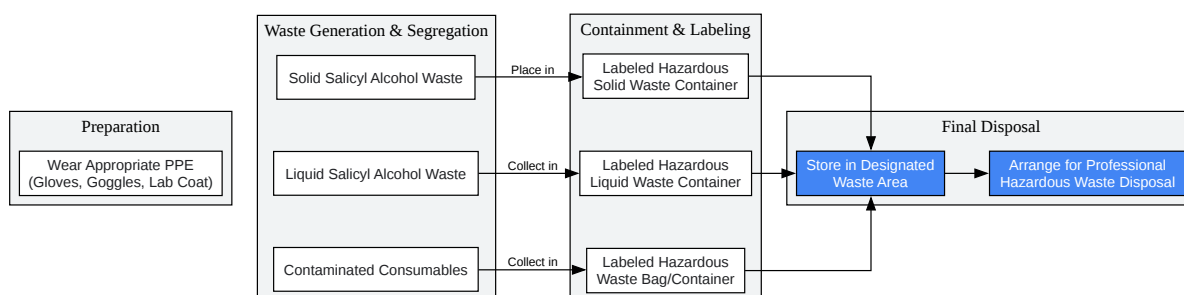 Preparation
Wear Appropriate PPE
(Gloves, Goggles, Lab Coat)
Waste Generation & Segregation
Solid Salicyl Alcohol Waste
Liquid Salicyl Alcohol Waste
Contaminated Consumables
Place in
Collect in
Collect in
Containment & Labeling
Labeled Hazardous
Solid Waste Container
Labeled Hazardous
Liquid Waste Container
Labeled Hazardous
Waste Bag/Container
Final Disposal
Store in Designated
Waste Area
Arrange for Professional
Hazardous Waste Disposal